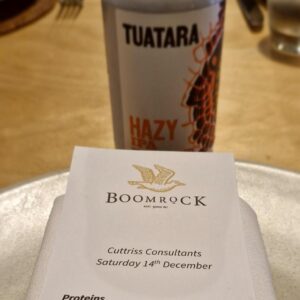 TUATARA
HAZY
BOOMROCK
Cuttriss Consultants
Saturday 14th December
Proteins